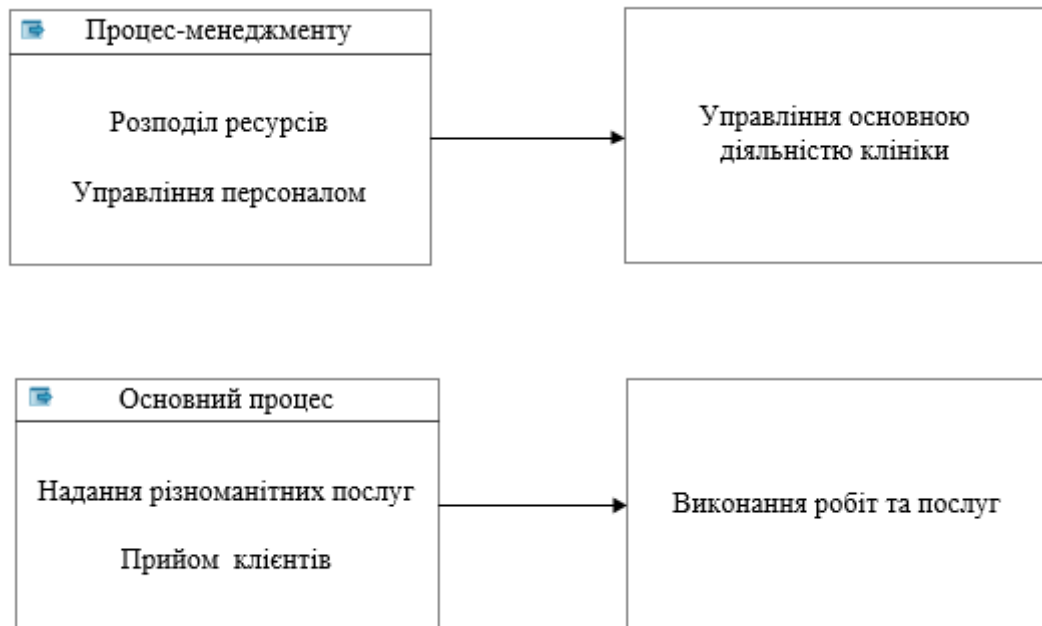 Процес-менеджменту
Розподіл ресурсів
Управління персоналом
Управління основною
діяльністю клініки
Основний процес
Надання різноманітних послуг
Прийом клієнтів
Виконання робіт та послуг